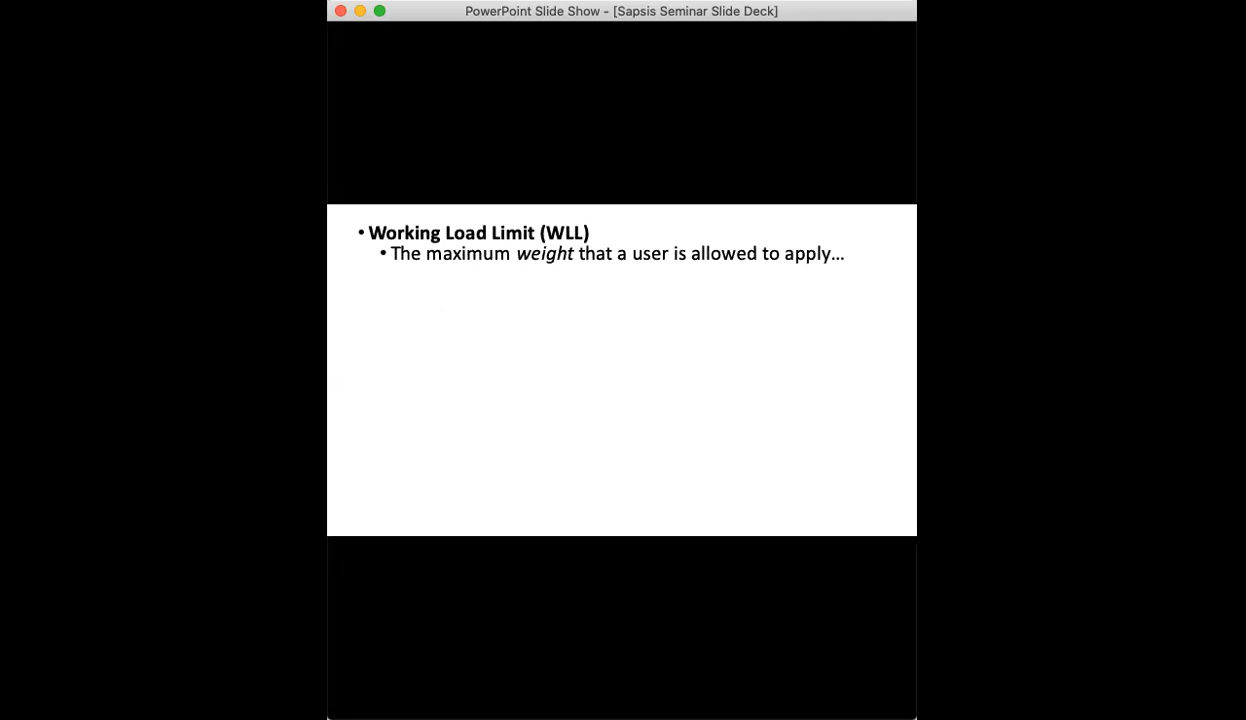 PowerPoint Slide Show - [Sapsis Seminar Slide Deck]
• Working Load Limit (WLL)
• The maximum weight that a user is allowed to apply...